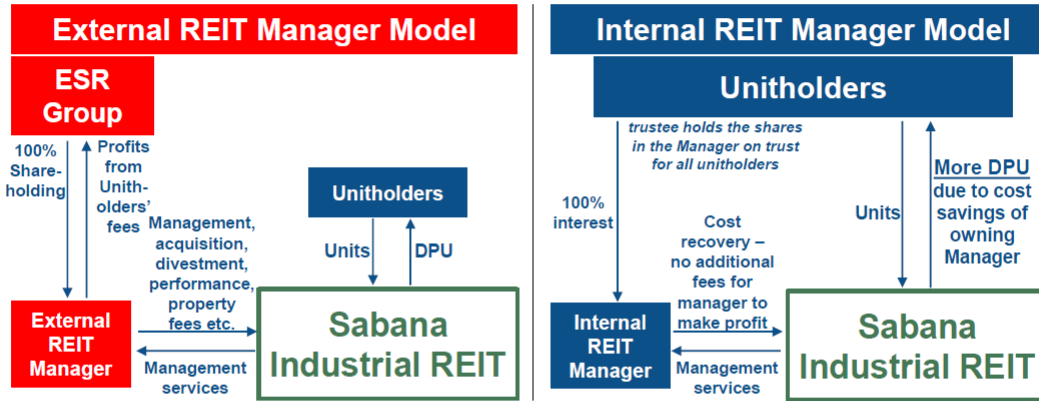 External REIT Manager Model
ESR
Group
100%
Share-
holding
Profits
from
Unith-
olders'
fees
Management,
acquisition,
divestment,
performance,
property
fees etc.
Unitholders
Units
DPU
External
REIT
Manager
Management
services
Sabana
Industrial REIT
Internal REIT Manager Model
Unitholders
trustee holds the shares
in the Manager on trust
for all unitholders
100%
interest
Cost
recovery –
no additional
fees for
manager to
make profit
Units
More DPU
due to cost
savings of
owning
Manager
Internal
REIT
Manager
Management
services
Sabana
Industrial REIT